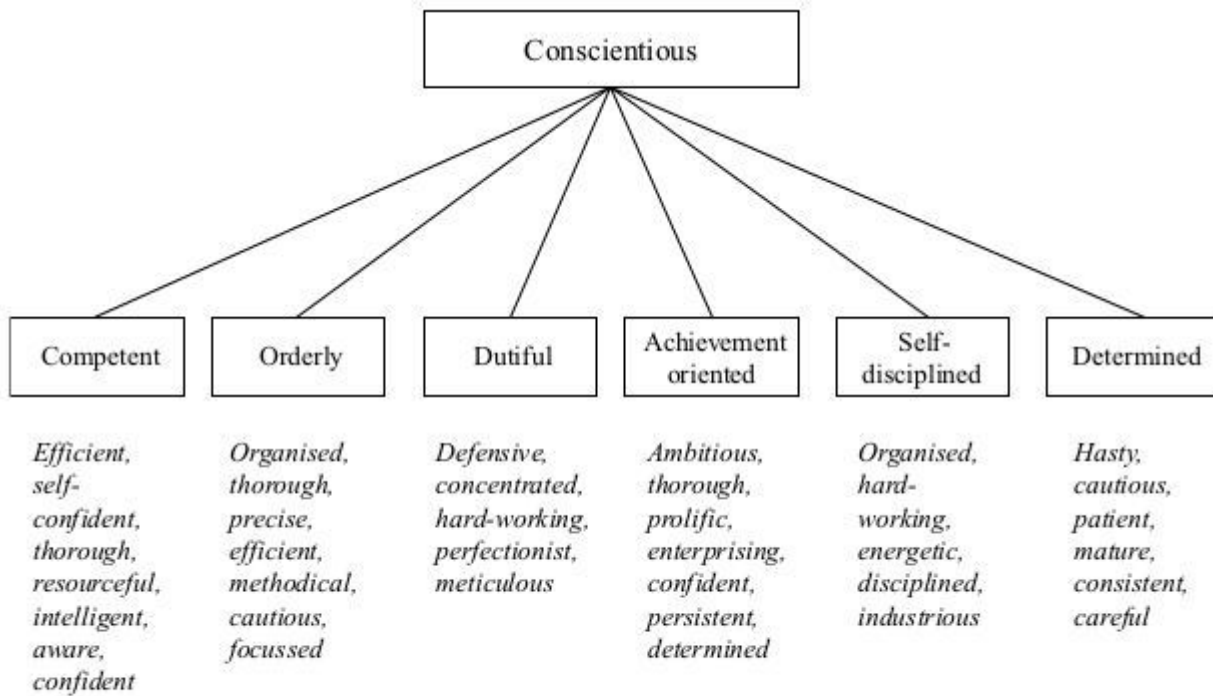 Conscientious
Competent
Orderly
Dutiful
Achievement
oriented
Self-
disciplined
Determined
Efficient,
self-
confident,
thorough,
resourceful,
intelligent,
aware,
confident
Organised,
thorough,
precise,
efficient,
methodical,
cautious,
focussed
Defensive,
concentrated,
hard-working,
perfectionist,
meticulous
Ambitious,
thorough,
prolific,
enterprising,
confident,
persistent,
determined
Organised,
hard-
working,
energetic,
disciplined,
industrious
Hasty,
cautious,
patient,
mature,
consistent,
careful